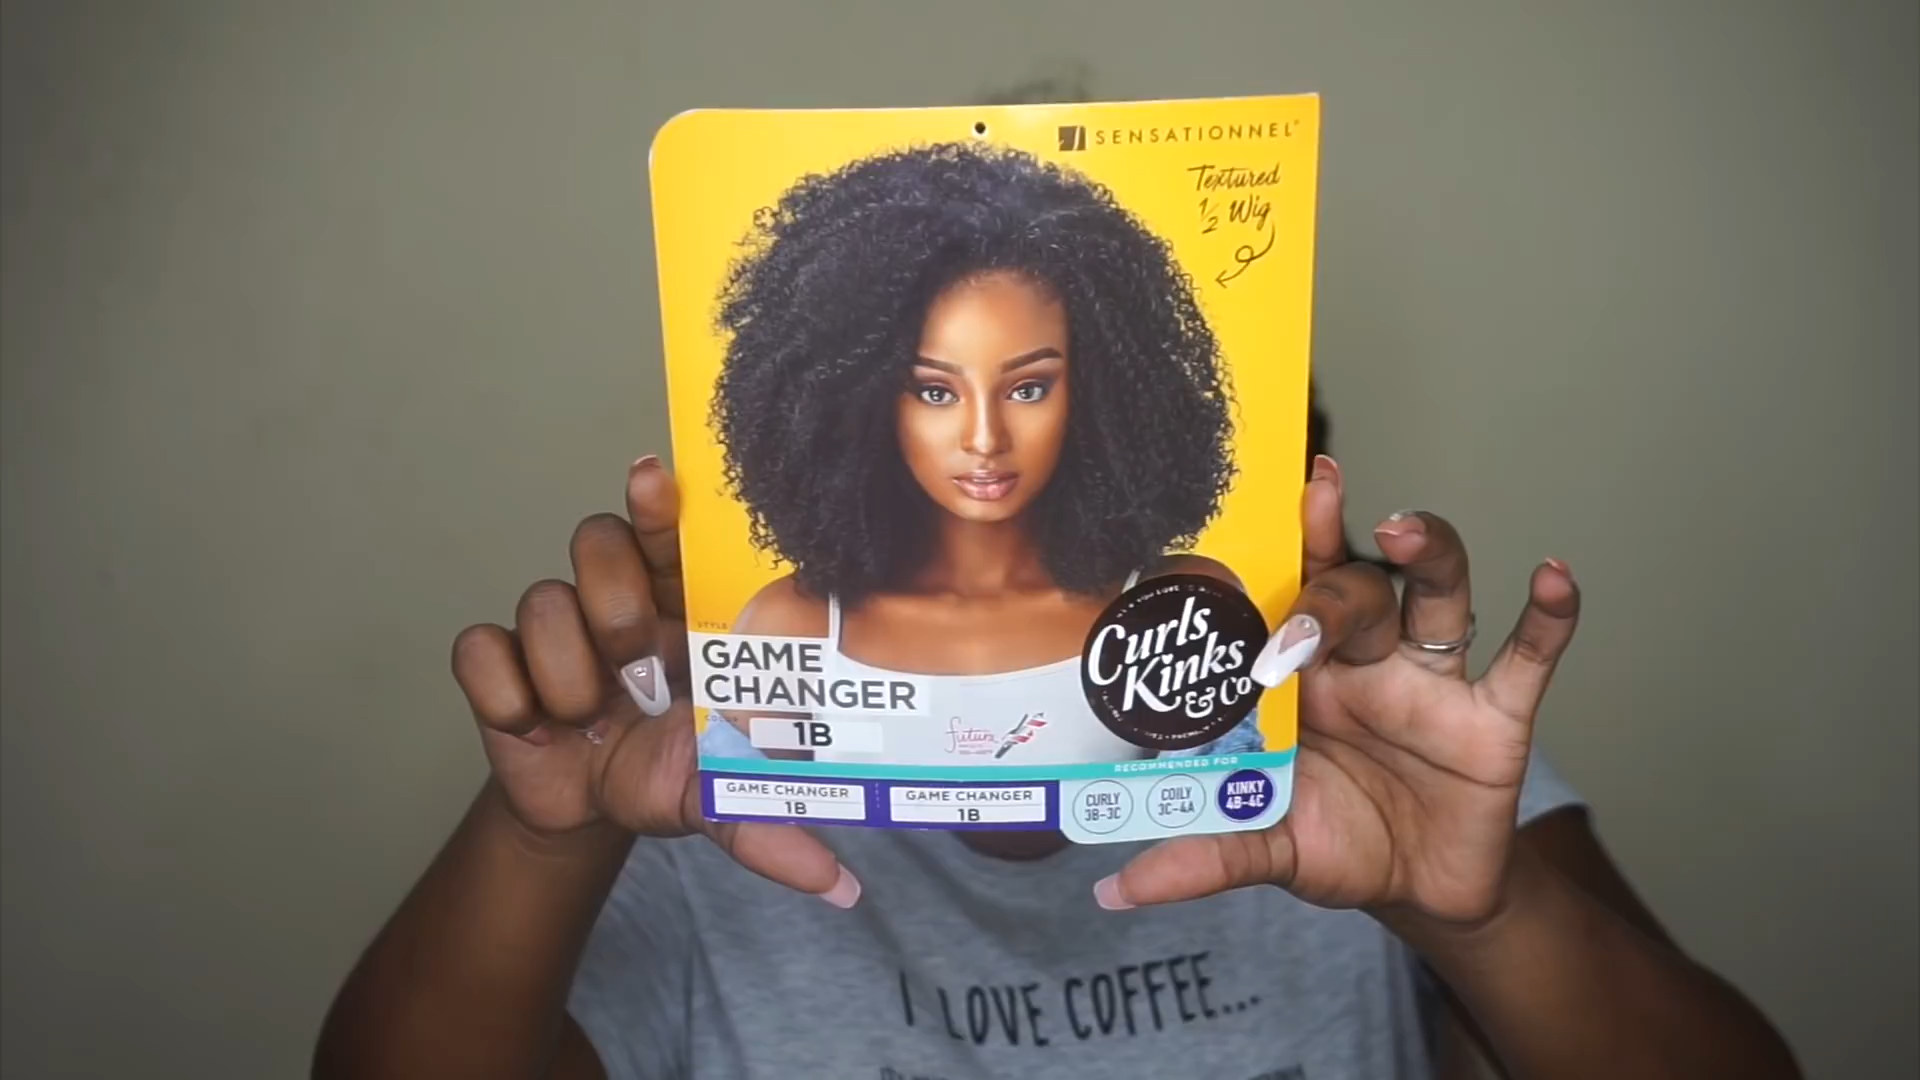 SENSATIONNEL
Textured
1/2 Wig
STYLE
GAME
CHANGER
COLOR
1B
futura
Curls
Kinks
& Co
RECOMMENDED FOR
GAME CHANGER
1B
GAME CHANGER
1B
CURLY
3B-3C
COILY
3C-4A
KINKY
4B-4C
I LOVE COFFEE...